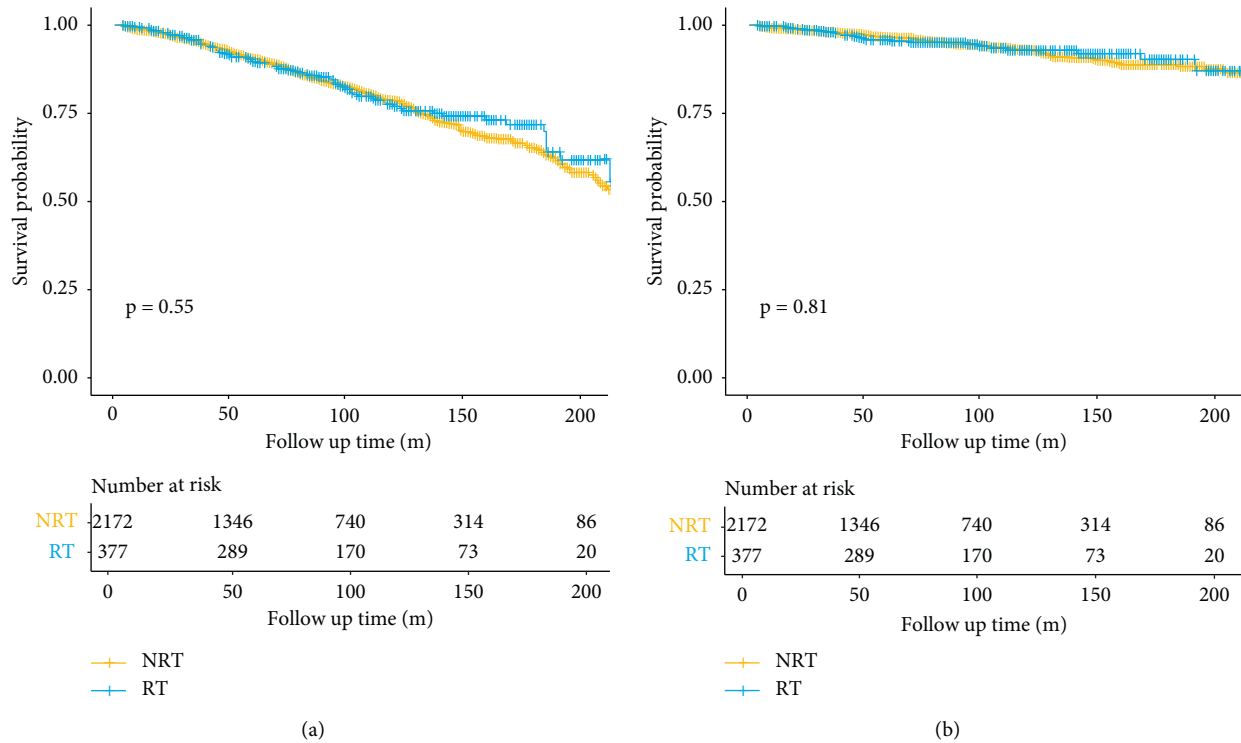 1.00
0.75
0.50
0.25
0.00
Survival probability
p = 0.55
0 50 100 150 200
Follow up time (m)
Number at risk
NRT 2172 1346 740 314 86
RT 377 289 170 73 20
0 50 100 150 200
Follow up time (m)
NRT
RT
(a)
1.00
0.75
0.50
0.25
0.00
Survival probability
p = 0.81
0 50 100 150 200
Follow up time (m)
Number at risk
NRT 2172 1346 740 314 86
RT 377 289 170 73 20
0 50 100 150 200
Follow up time (m)
NRT
RT
(b)